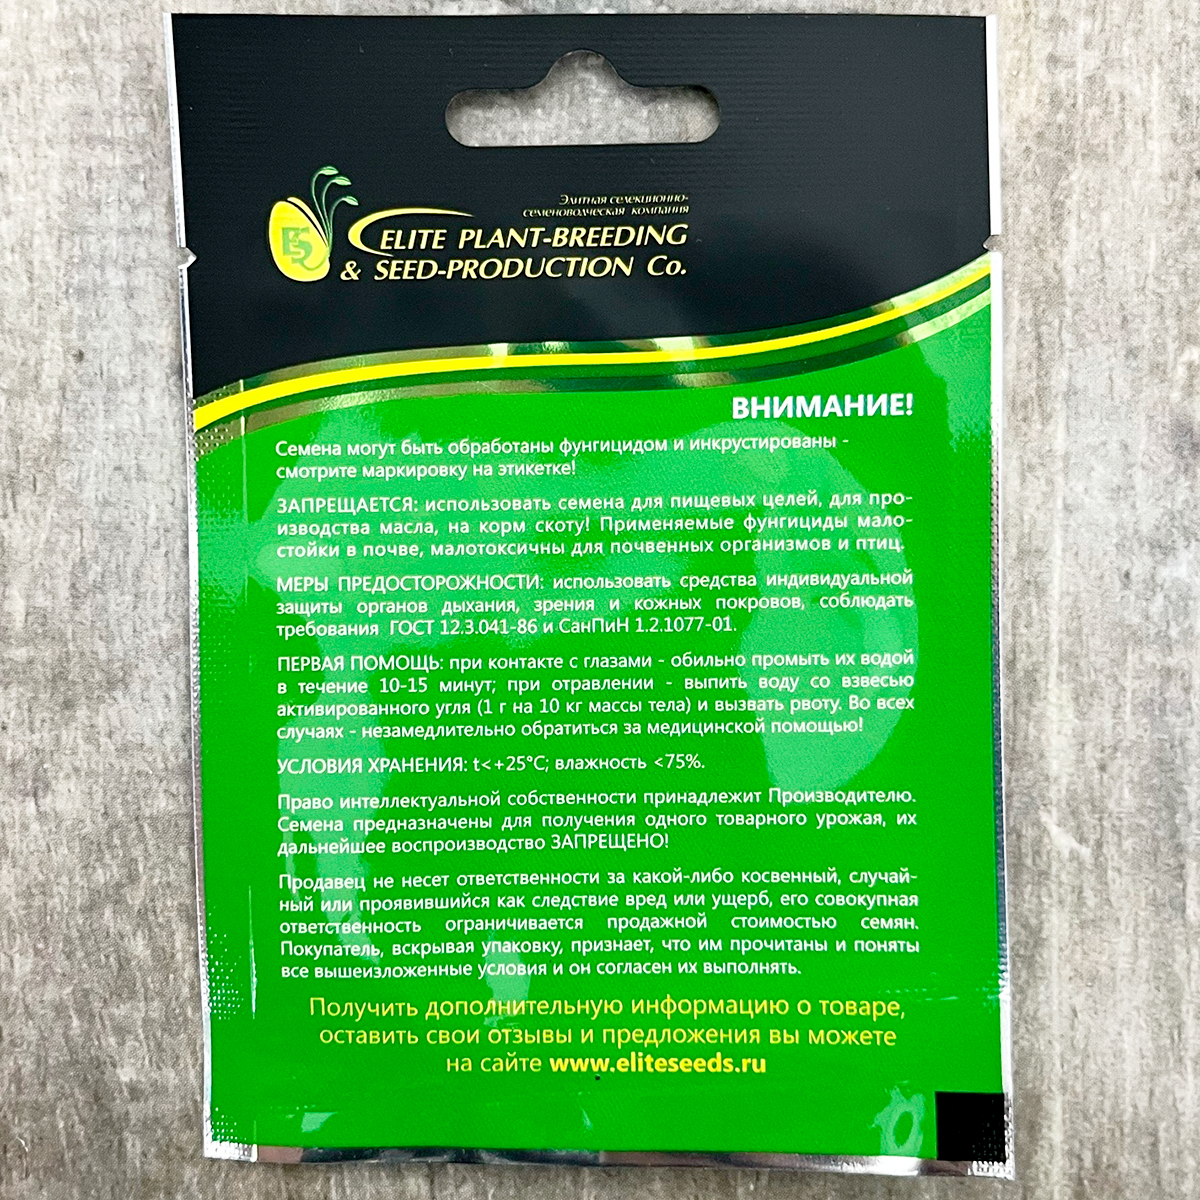 Элитная селекционно-
семеноводческая компания
ES
ELITE PLANT-BREEDING
& SEED-PRODUCTION Co.
ВНИМАНИЕ!
Семена могут быть обработаны фунгицидом и инкрустированы -
смотрите маркировку на этикетке!
ЗАПРЕЩАЕТСЯ: использовать семена для пищевых целей, для про-
изводства масла, на корм скоту! Применяемые фунгициды мало-
стойки в почве, малотоксичны для почвенных организмов и птиц.
МЕРЫ ПРЕДОСТОРОЖНОСТИ: использовать средства индивидуальной
защиты органов дыхания, зрения и кожных покровов, соблюдать
требования ГОСТ 12.3.041-86 и СанПиН 1.2.1077-01.
ПЕРВАЯ ПОМОЩЬ: при контакте с глазами - обильно промыть их водой
в течение 10-15 минут; при отравлении - выпить воду со взвесью
активированного угля (1 г на 10 кг массы тела) и вызвать рвоту. Во всех
случаях - незамедлительно обратиться за медицинской помощью!
УСЛОВИЯ ХРАНЕНИЯ: t<+25°C; влажность <75%.
Право интеллектуальной собственности принадлежит Производителю.
Семена предназначены для получения одного товарного урожая, их
дальнейшее воспроизводство ЗАПРЕЩЕНО!
Продавец не несет ответственности за какой-либо косвенный, случай-
ный или проявившийся как следствие вред или ущерб, его совокупная
ответственность ограничивается продажной стоимостью семян.
Покупатель, вскрывая упаковку, признает, что им прочитаны и поняты
все вышеизложенные условия и он согласен их выполнять.
Получить дополнительную информацию о товаре,
оставить свои отзывы и предложения вы можете
на сайте www.eliteseeds.ru